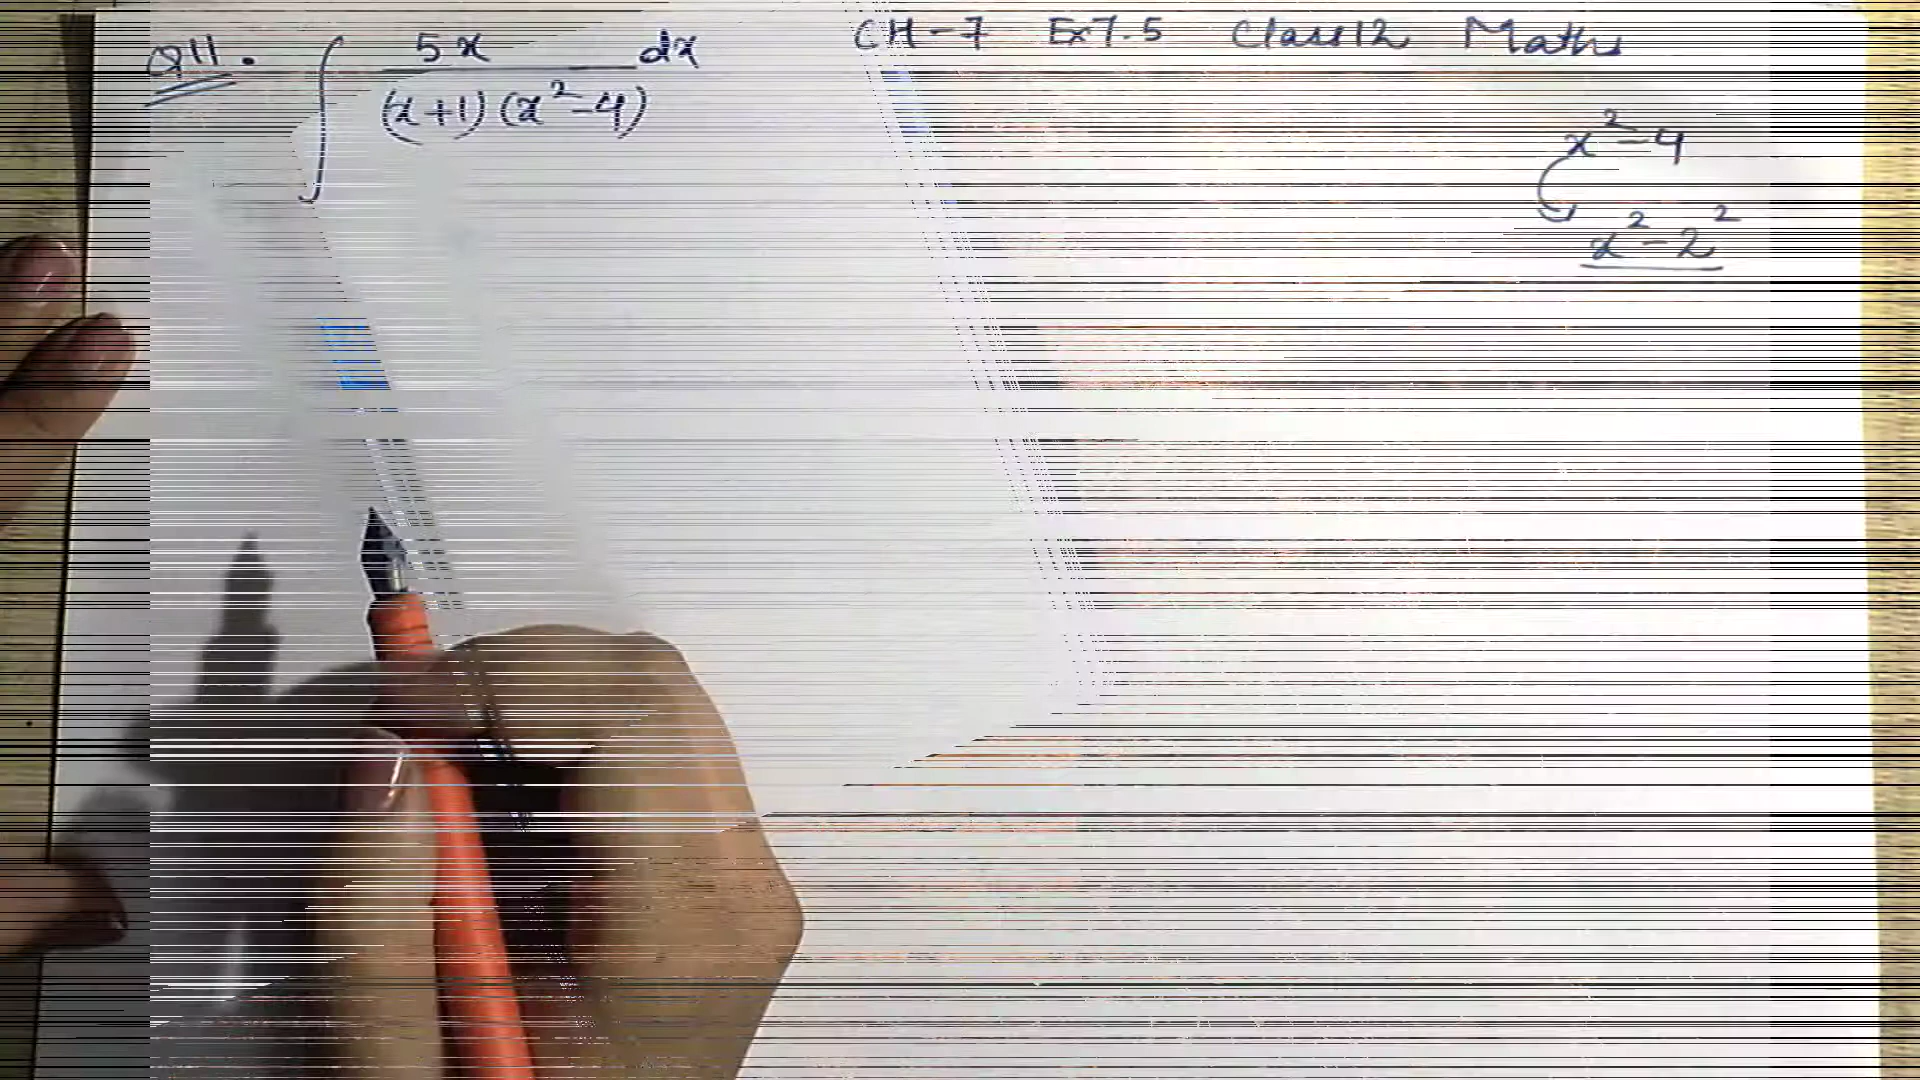 Q11. ∫ 5x / (x+1)(x²-4) dx
CH-7 Ex7.5 Class12 Maths
x²-4
x²-2²